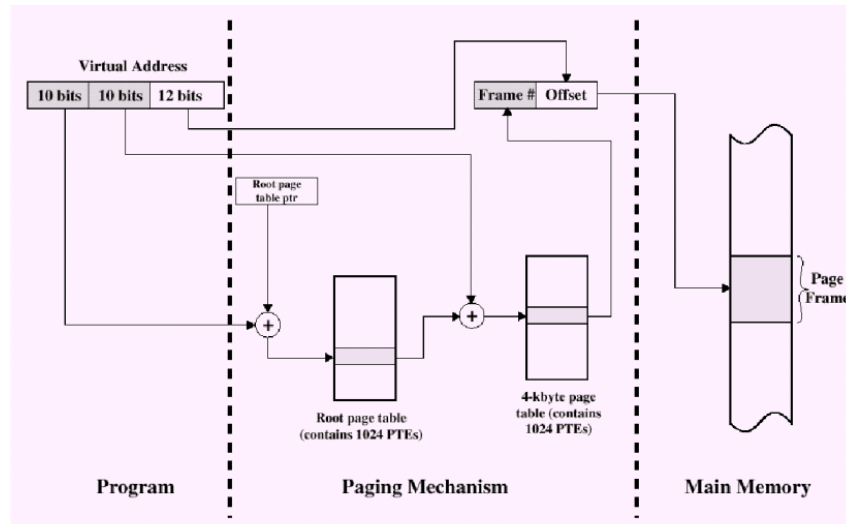 Virtual Address
10 bits 10 bits 12 bits
Frame # Offset
Root page
table ptr
+
+
Page
Frame
4-kbyte page
table (contains
1024 PTEs)
Root page table
(contains 1024 PTEs)
Program
Paging Mechanism
Main Memory